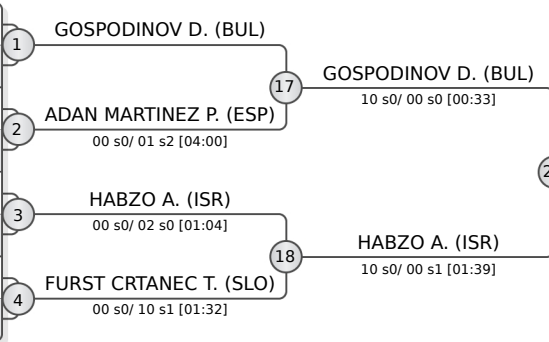 1
GOSPODINOV D. (BUL)
17
GOSPODINOV D. (BUL)
10 s0/ 00 s0 [00:33]
2
ADAN MARTINEZ P. (ESP)
00 s0/ 01 s2 [04:00]
3
HABZO A. (ISR)
00 s0/ 02 s0 [01:04]
18
HABZO A. (ISR)
10 s0/ 00 s1 [01:39]
4
FURST CRTANEC T. (SLO)
00 s0/ 10 s1 [01:32]